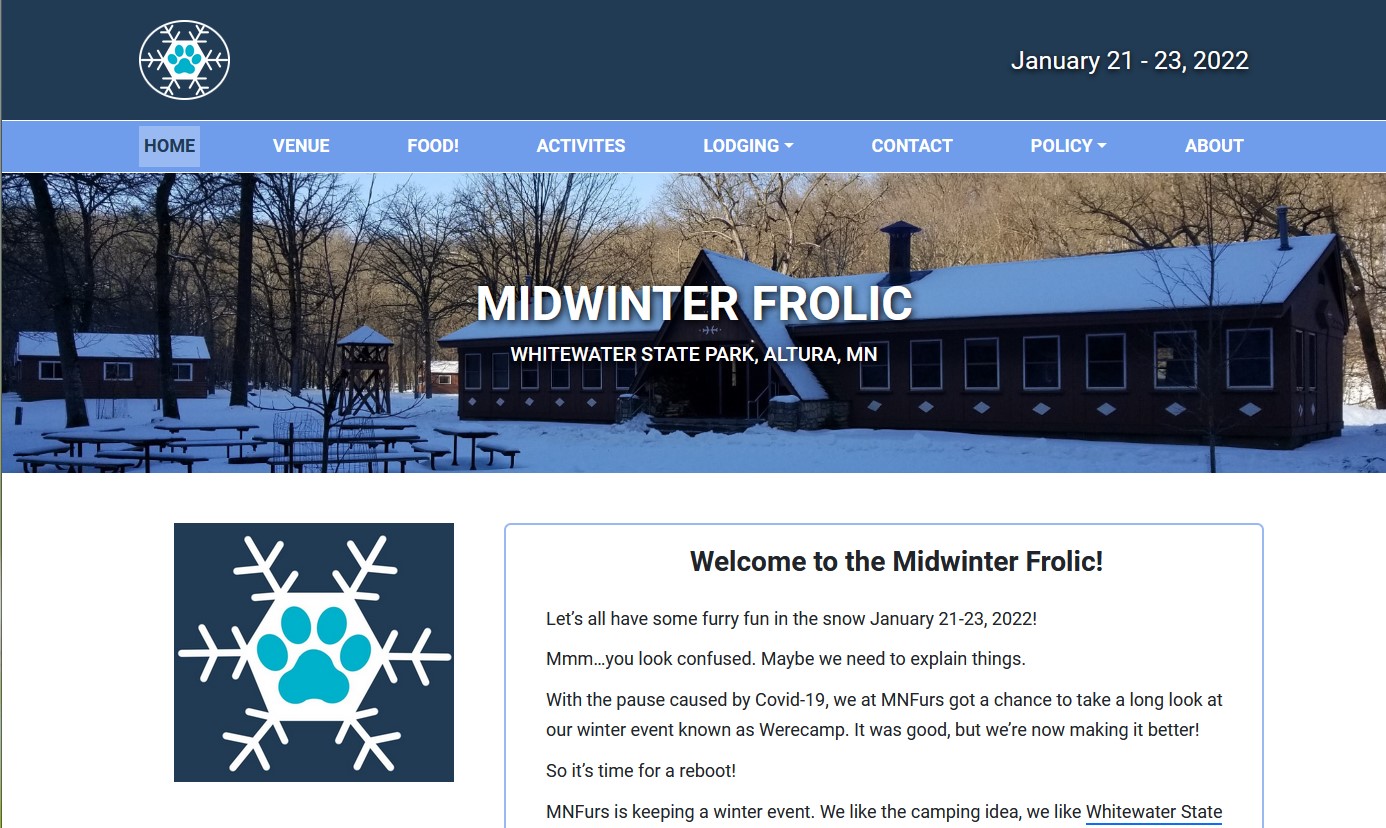 January 21 - 23, 2022
HOME VENUE FOOD! ACTIVITES LODGING CONTACT POLICY ABOUT
MIDWINTER FROLIC
WHITEWATER STATE PARK, ALTURA, MN
Welcome to the Midwinter Frolic!
Let’s all have some furry fun in the snow January 21-23, 2022!
Mmm…you look confused. Maybe we need to explain things.
With the pause caused by Covid-19, we at MNFurs got a chance to take a long look at
our winter event known as Werecamp. It was good, but we’re now making it better!
So it’s time for a reboot!
MNFurs is keeping a winter event. We like the camping idea, we like Whitewater State